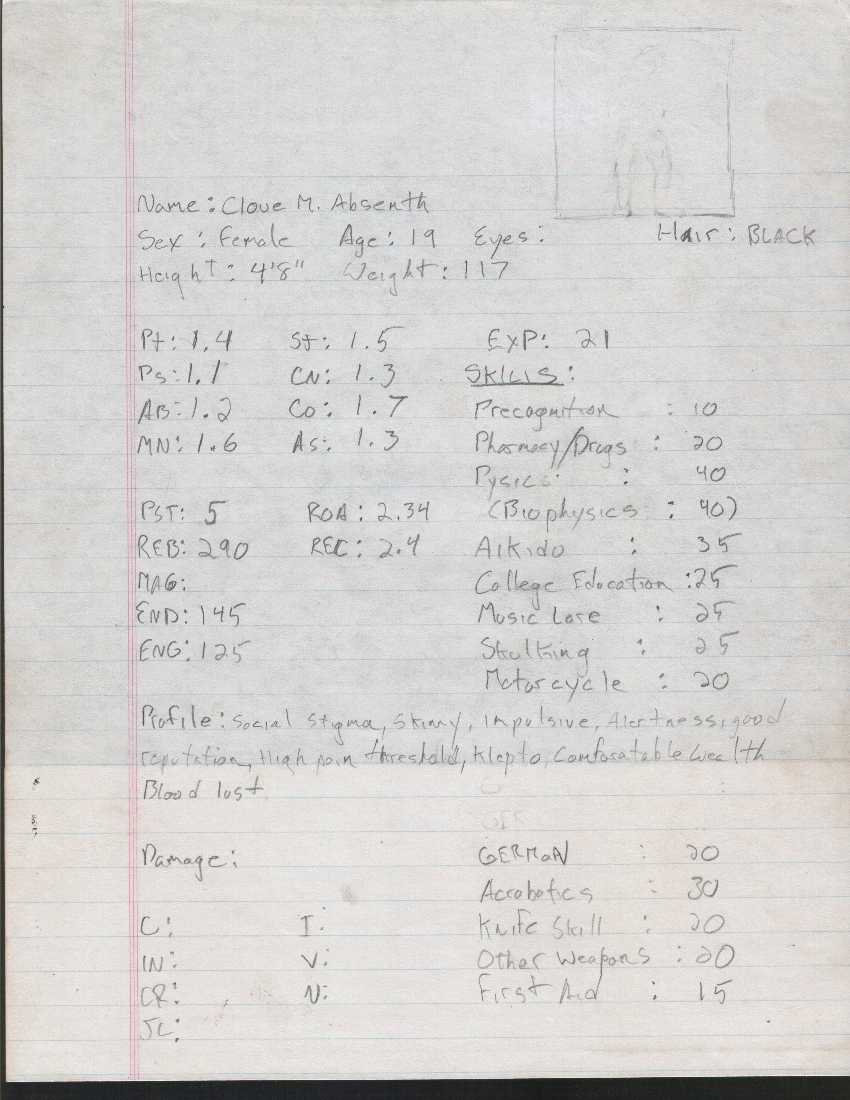 Name: Clove M. Absenth
Sex: Female Age: 19 Eyes: Hair: BLACK
Height: 4'8" Weight: 117
Pt: 1.4 St: 1.5 EXP: 21
Ps: 1.1 CN: 1.3 SKILLS:
AB: 1.2 Co: 1.7 Precognition : 10
MN: 1.6 As: 1.3 Pharmacy/Drugs : 20
Pysics : 40
PST: 5 ROA: 2.34 (Biophysics : 40)
REB: 290 REC: 2.4 Aikido : 35
MAG: College Education : 25
END: 145 Music Lore : 25
ENG: 125 Skulking : 25
Motorcycle : 20
Profile: Social Stigma, Skinny, Impulsive, Alertness, good
reputation, High pain threshold, Klepto, Comforatable Wealth
Blood lust
Damage: GERMAN : 20
Accrobatics : 30
C: I: Knife Skill : 20
IN: V: Other Weapons : 20
CR: N: First Aid : 15
JC: